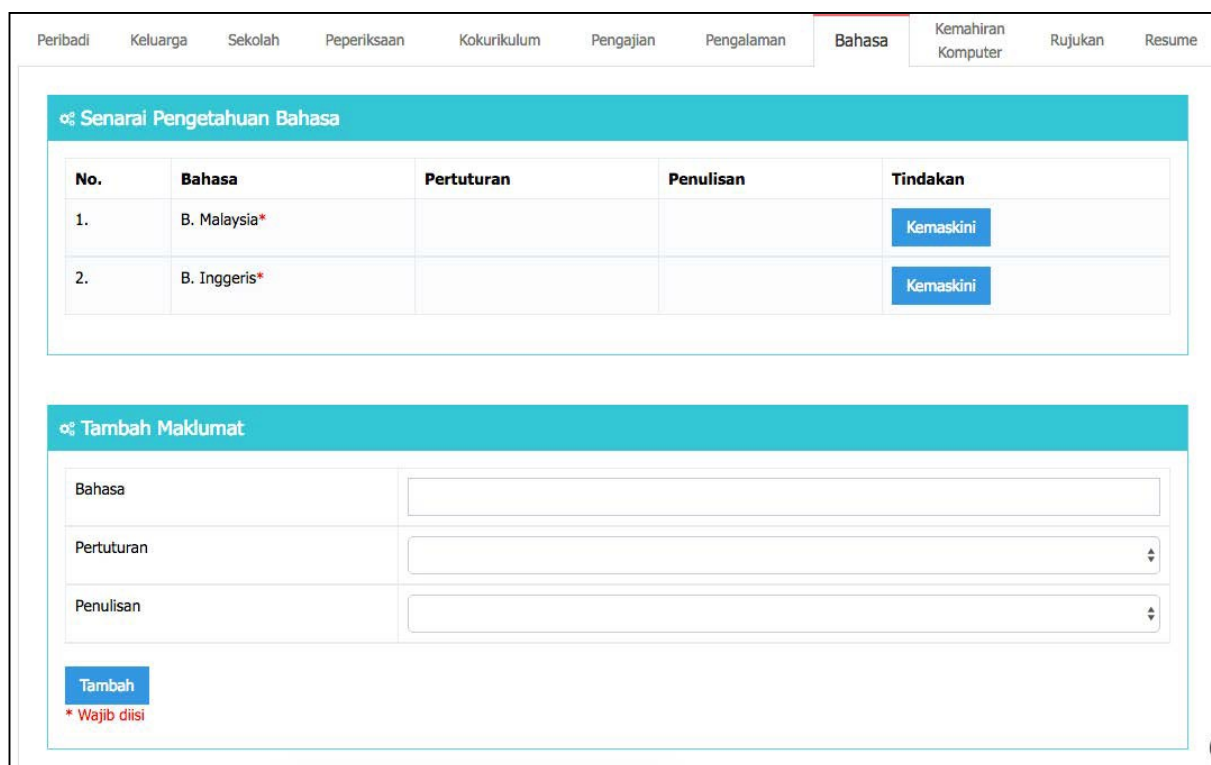 Peribadi Keluarga Sekolah Peperiksaan Kokurikulum Pengajian Pengalaman Bahasa Kemahiran Komputer Rujukan Resume
Senarai Pengetahuan Bahasa
No. Bahasa Pertuturan Penulisan Tindakan
1. B. Malaysia* Kemaskini
2. B. Inggeris* Kemaskini
Tambah Maklumat
Bahasa
Pertuturan
Penulisan
Tambah
* Wajib diisi